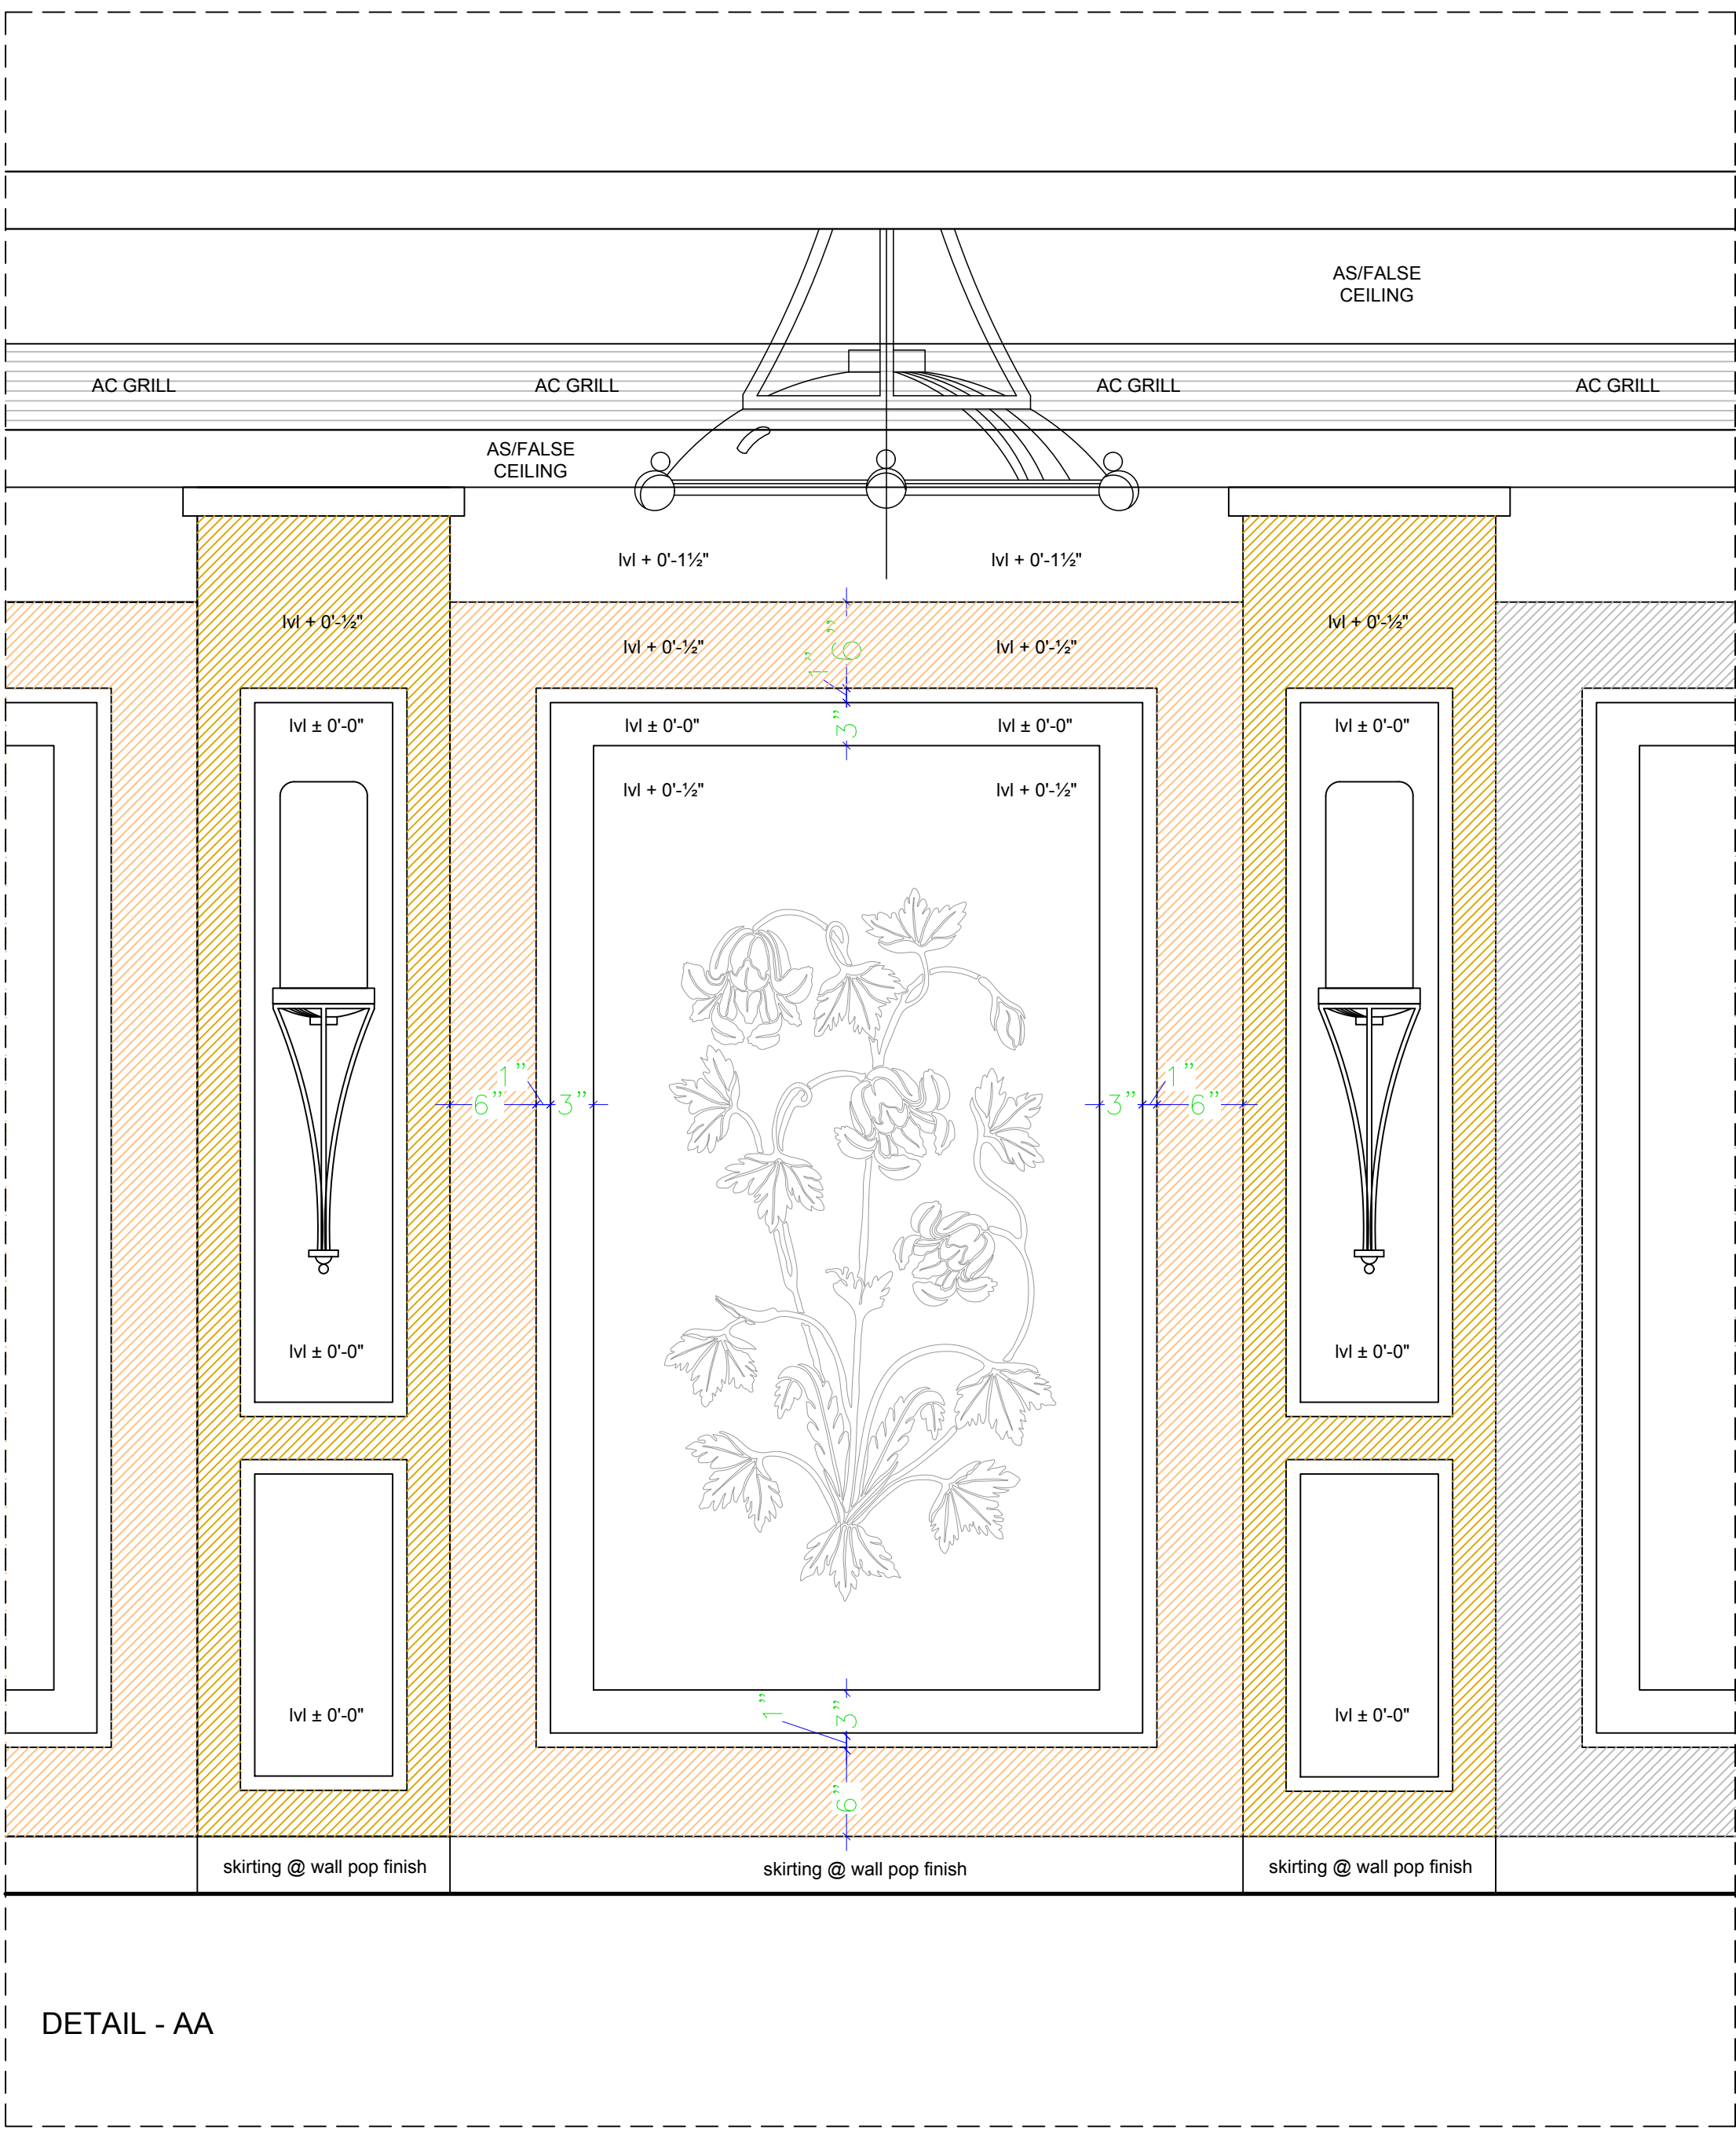 AS/FALSE
CEILING
AC GRILL
AC GRILL
AC GRILL
AC GRILL
AS/FALSE
CEILING
lvl + 0'-1½"
lvl + 0'-1½"
lvl + 0'-½"
lvl + 0'-½"
lvl + 0'-½"
lvl + 0'-½"
6"
1"
lvl ± 0'-0"
lvl ± 0'-0"
3"
lvl ± 0'-0"
lvl ± 0'-0"
lvl + 0'-½"
lvl + 0'-½"
1"
6"
3"
3"
1"
6"
lvl ± 0'-0"
lvl ± 0'-0"
1"
3"
lvl ± 0'-0"
lvl ± 0'-0"
6"
skirting @ wall pop finish
skirting @ wall pop finish
skirting @ wall pop finish
DETAIL - AA